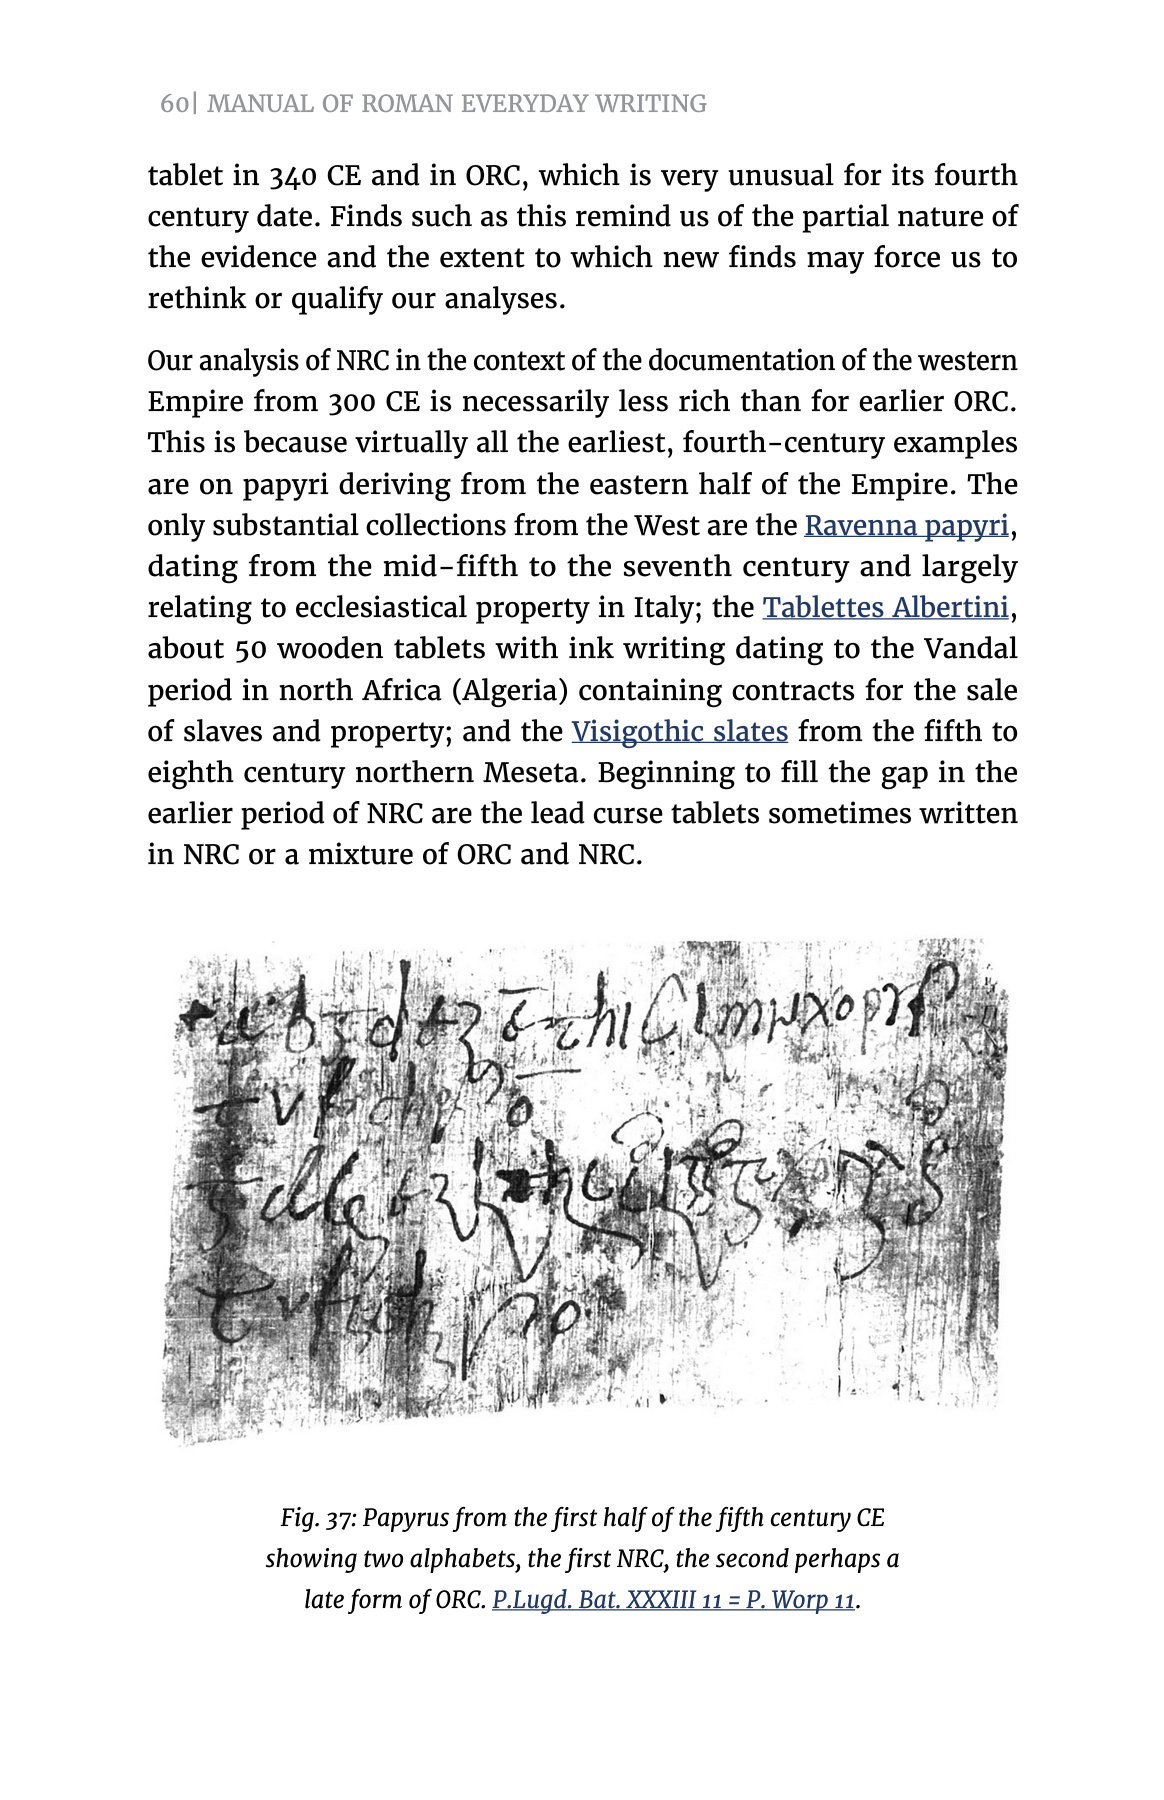 60| MANUAL OF ROMAN EVERYDAY WRITING
tablet in 340 CE and in ORC, which is very unusual for its fourth
century date. Finds such as this remind us of the partial nature of
the evidence and the extent to which new finds may force us to
rethink or qualify our analyses.
Our analysis of NRC in the context of the documentation of the western
Empire from 300 CE is necessarily less rich than for earlier ORC.
This is because virtually all the earliest, fourth-century examples
are on papyri deriving from the eastern half of the Empire. The
only substantial collections from the West are the Ravenna papyri,
dating from the mid-fifth to the seventh century and largely
relating to ecclesiastical property in Italy; the Tablettes Albertini,
about 50 wooden tablets with ink writing dating to the Vandal
period in north Africa (Algeria) containing contracts for the sale
of slaves and property; and the Visigothic slates from the fifth to
eighth century northern Meseta. Beginning to fill the gap in the
earlier period of NRC are the lead curse tablets sometimes written
in NRC or a mixture of ORC and NRC.
Fig. 37: Papyrus from the first half of the fifth century CE
showing two alphabets, the first NRC, the second perhaps a
late form of ORC. P.Lugd. Bat. XXXIII 11 = P. Worp 11.